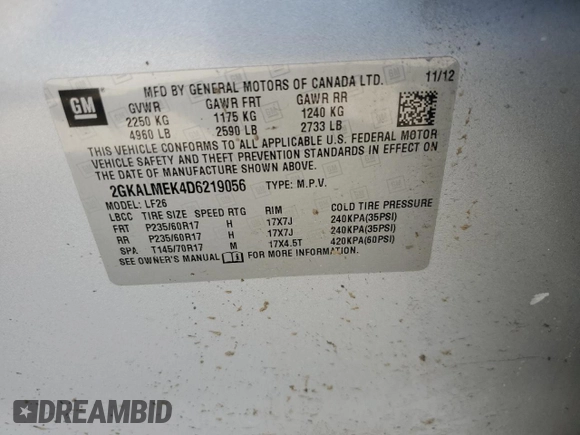 MFD BY GENERAL MOTORS OF CANADA LTD. 11/12
GM
GVWR GAWR FRT GAWR RR
2250 KG 1175 KG 1240 KG
4960 LB 2590 LB 2733 LB
THIS VEHICLE CONFORMS TO ALL APPLICABLE U.S. FEDERAL MOTOR
VEHICLE SAFETY AND THEFT PREVENTION STANDARDS IN EFFECT ON
THE DATE OF MANUFACTURE SHOWN ABOVE.
2GKALMEK4D6219056 TYPE: M.P.V.
MODEL: LF26
LBCC TIRE SIZE SPEED RTG RIM COLD TIRE PRESSURE
FRT P235/60R17 H 17X7J 240KPA(35PSI)
RR P235/60R17 H 17X7J 240KPA(35PSI)
SPA T145/70R17 M 17X4.5T 420KPA(60PSI)
SEE OWNER'S MANUAL FOR MORE INFORMATION.
DREAMBID